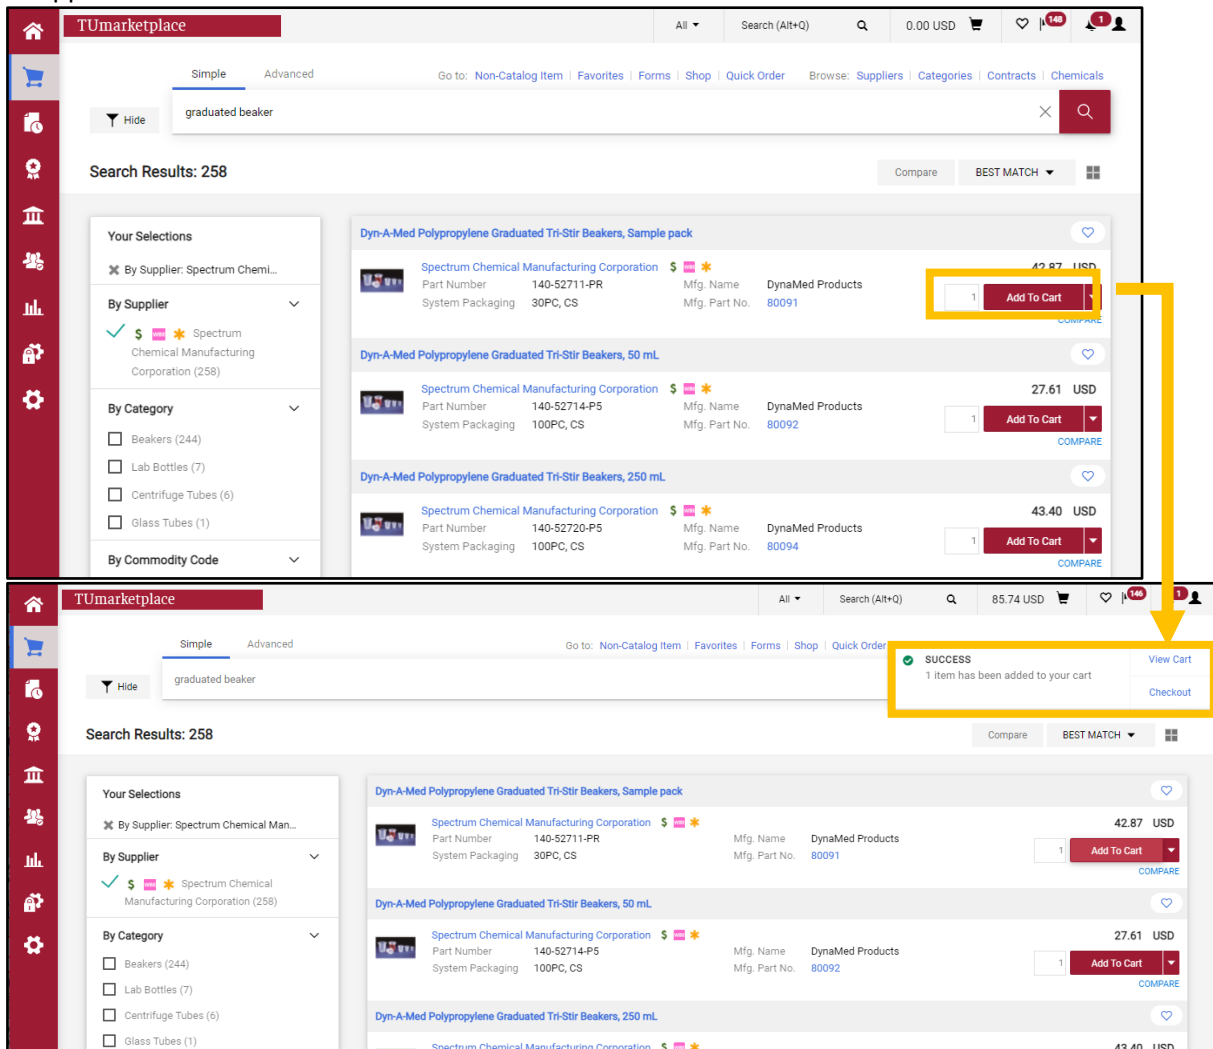 TUmarketplace
All
Search (Alt+Q)
0.00 USD
148
1
Simple
Advanced
Go to: Non-Catalog Item | Favorites | Forms | Shop | Quick Order
Browse: Suppliers | Categories | Contracts | Chemicals
Hide
graduated beaker
Search Results: 258
Compare
BEST MATCH
Your Selections
By Supplier: Spectrum Chemi...
By Supplier
$ Spectrum
Chemical Manufacturing
Corporation (258)
By Category
Beakers (244)
Lab Bottles (7)
Centrifuge Tubes (6)
Glass Tubes (1)
By Commodity Code
Dyn-A-Med Polypropylene Graduated Tri-Stir Beakers, Sample pack
Spectrum Chemical Manufacturing Corporation $
42.87 USD
Part Number 140-52711-PR Mfg. Name DynaMed Products
System Packaging 30PC, CS Mfg. Part No. 80091
1 Add To Cart
COMPARE
Dyn-A-Med Polypropylene Graduated Tri-Stir Beakers, 50 mL
Spectrum Chemical Manufacturing Corporation $
27.61 USD
Part Number 140-52714-P5 Mfg. Name DynaMed Products
System Packaging 100PC, CS Mfg. Part No. 80092
1 Add To Cart
COMPARE
Dyn-A-Med Polypropylene Graduated Tri-Stir Beakers, 250 mL
Spectrum Chemical Manufacturing Corporation $
43.40 USD
Part Number 140-52720-P5 Mfg. Name DynaMed Products
System Packaging 100PC, CS Mfg. Part No. 80094
1 Add To Cart
COMPARE
TUmarketplace
All
Search (Alt+Q)
85.74 USD
146
1
Simple
Advanced
Go to: Non-Catalog Item | Favorites | Forms | Shop | Quick Order
SUCCESS
1 item has been added to your cart
View Cart
Checkout
Hide
graduated beaker
Search Results: 258
Compare
BEST MATCH
Your Selections
By Supplier: Spectrum Chemical Man...
By Supplier
$ Spectrum Chemical
Manufacturing Corporation (258)
By Category
Beakers (244)
Lab Bottles (7)
Centrifuge Tubes (6)
Glass Tubes (1)
Dyn-A-Med Polypropylene Graduated Tri-Stir Beakers, Sample pack
Spectrum Chemical Manufacturing Corporation $
42.87 USD
Part Number 140-52711-PR Mfg. Name DynaMed Products
System Packaging 30PC, CS Mfg. Part No. 80091
1 Add To Cart
COMPARE
Dyn-A-Med Polypropylene Graduated Tri-Stir Beakers, 50 mL
Spectrum Chemical Manufacturing Corporation $
27.61 USD
Part Number 140-52714-P5 Mfg. Name DynaMed Products
System Packaging 100PC, CS Mfg. Part No. 80092
1 Add To Cart
COMPARE
Dyn-A-Med Polypropylene Graduated Tri-Stir Beakers, 250 mL
Spectrum Chemical Manufacturing Corporation $
43.40 USD